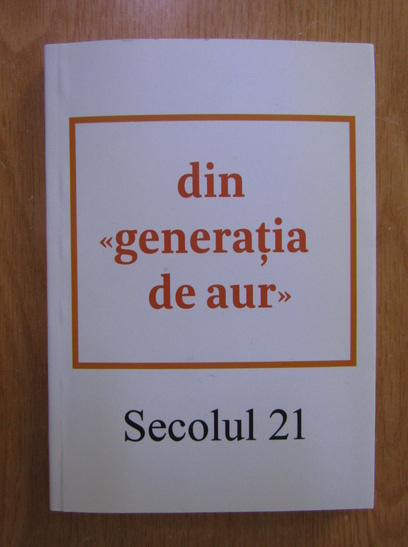 din
«generația
de aur»
Secolul 21